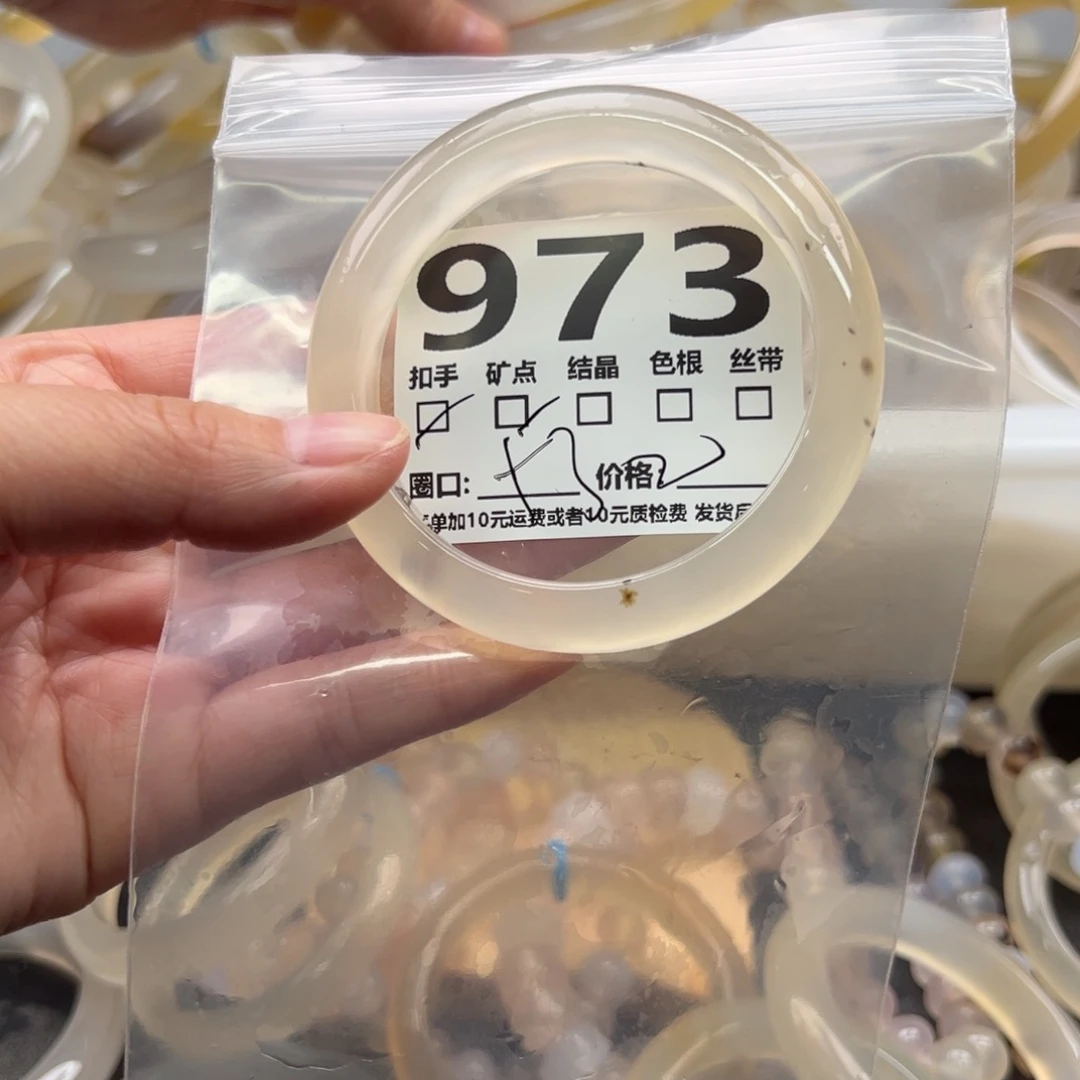 973
扣手 矿点 结晶 色根 丝带
圈口: 价格:
单加10元运费或者10元质检费 发货后